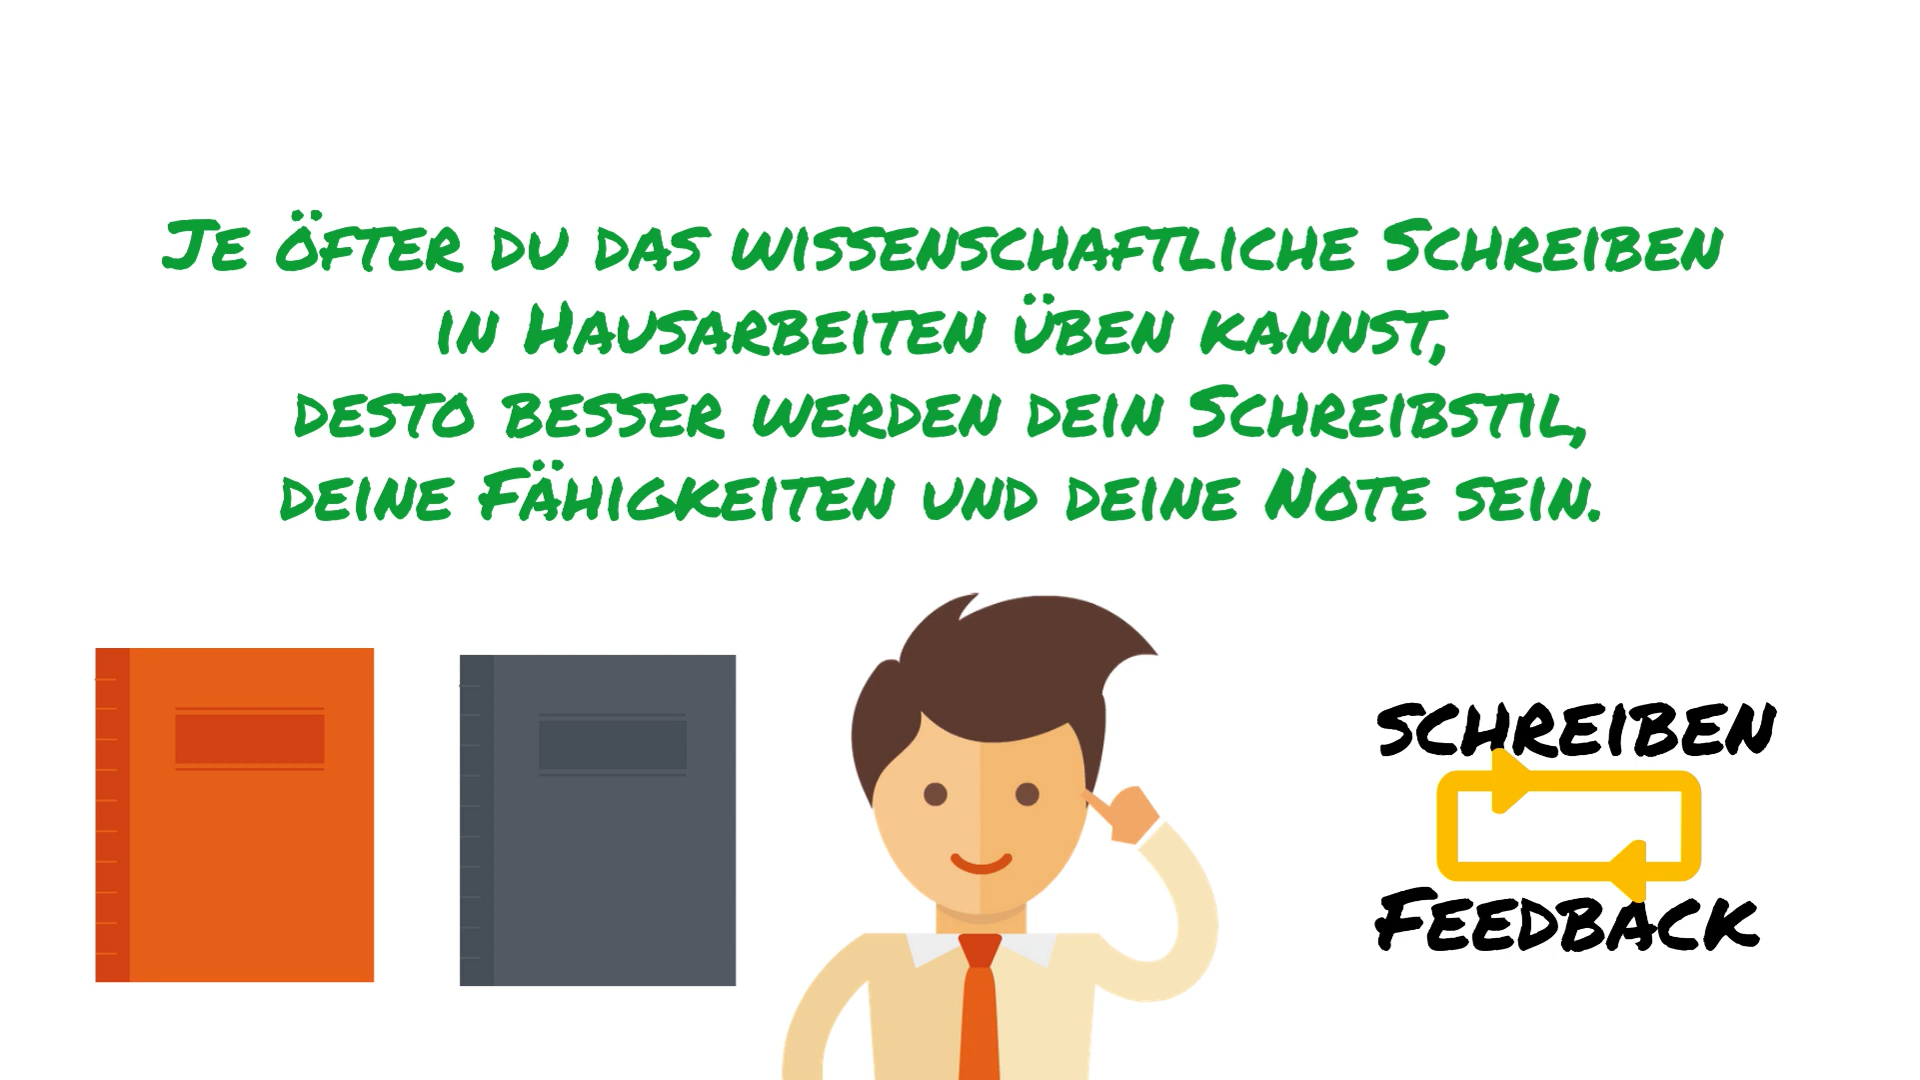 Je öfter du das wissenschaftliche Schreiben
in Hausarbeiten üben kannst,
desto besser werden dein Schreibstil,
deine Fähigkeiten und deine Note sein.
schreiben
Feedback